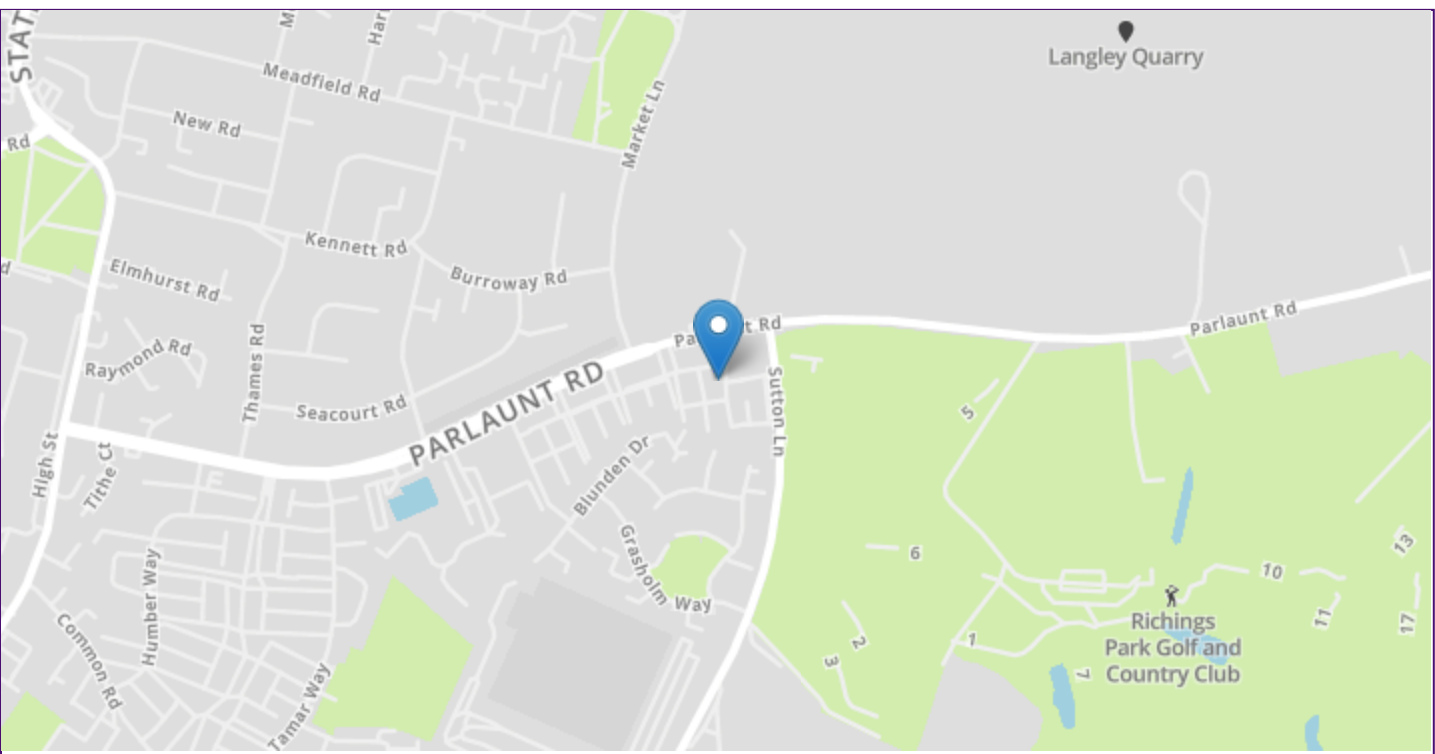 STAT
Langley Quarry
Meadfield Rd
New Rd
Market Ln
Rd
Kennett Rd
Elmhurst Rd
Burroway Rd
Parlaunt Rd
Raymond Rd
Thames Rd
Seacourt Rd
PARLAUNT RD
Sutton Ln
5
High St
Tithe Ct
Blunden Dr
Grasholm Way
6
13
10
Humber Way
Common Rd
Tamar Way
11
17
Richings
Park Golf and
Country Club
1
2
3
7